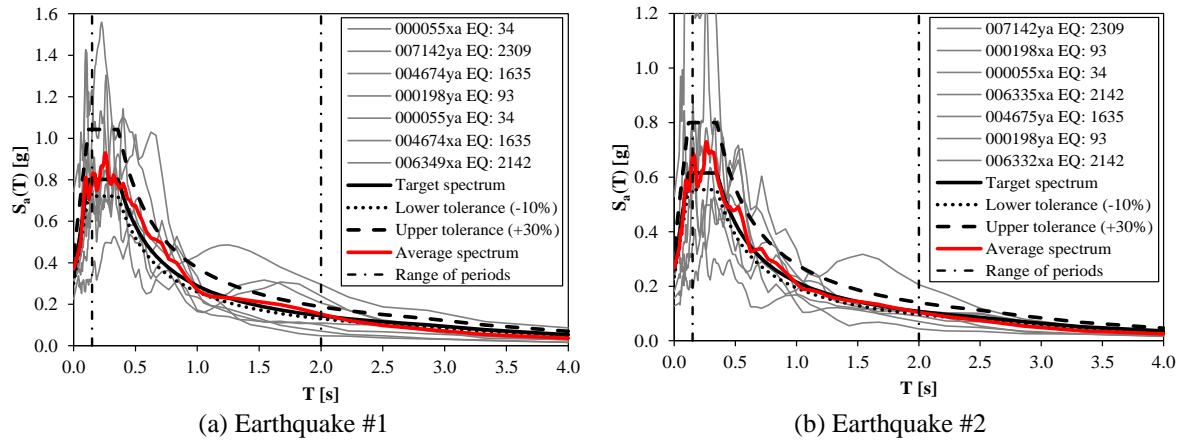 1.6
1.4
1.2
1.0
0.8
0.6
0.4
0.2
0.0
Sa(T) [g]
0.0 0.5 1.0 1.5 2.0 2.5 3.0 3.5 4.0
T [s]
000055xa EQ: 34
007142ya EQ: 2309
004674ya EQ: 1635
000198ya EQ: 93
000055ya EQ: 34
004674xa EQ: 1635
006349xa EQ: 2142
Target spectrum
Lower tolerance (-10%)
Upper tolerance (+30%)
Average spectrum
Range of periods
(a) Earthquake #1
1.2
1.0
0.8
0.6
0.4
0.2
0.0
Sa(T) [g]
0.0 0.5 1.0 1.5 2.0 2.5 3.0 3.5 4.0
T [s]
007142ya EQ: 2309
000198xa EQ: 93
000055xa EQ: 34
006335xa EQ: 2142
004675ya EQ: 1635
000198ya EQ: 93
006332xa EQ: 2142
Target spectrum
Lower tolerance (-10%)
Upper tolerance (+30%)
Average spectrum
Range of periods
(b) Earthquake #2